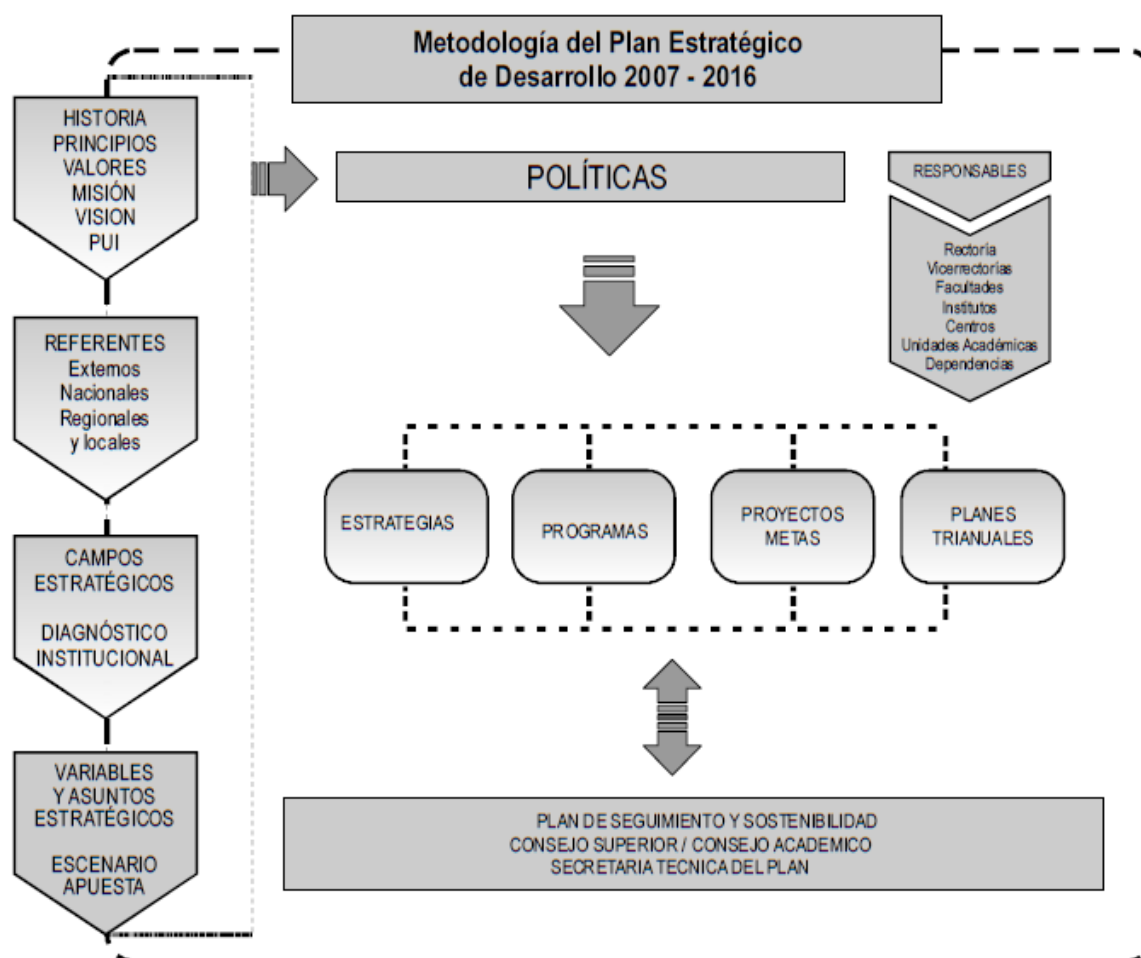 Metodología del Plan Estratégico
de Desarrollo 2007 - 2016
HISTORIA
PRINCIPIOS
VALORES
MISIÓN
VISION
PUI
REFERENTES
Externos
Nacionales
Regionales
y locales
CAMPOS
ESTRATÉGICOS
DIAGNÓSTICO
INSTITUCIONAL
VARIABLES
Y ASUNTOS
ESTRATÉGICOS
ESCENARIO
APUESTA
POLÍTICAS
RESPONSABLES
Rectoría
Vicerrectorías
Facultades
Institutos
Centros
Unidades Académicas
Dependencias
ESTRATEGIAS
PROGRAMAS
PROYECTOS
METAS
PLANES
TRIANUALES
PLAN DE SEGUIMIENTO Y SOSTENIBILIDAD
CONSEJO SUPERIOR / CONSEJO ACADEMICO
SECRETARIA TECNICA DEL PLAN